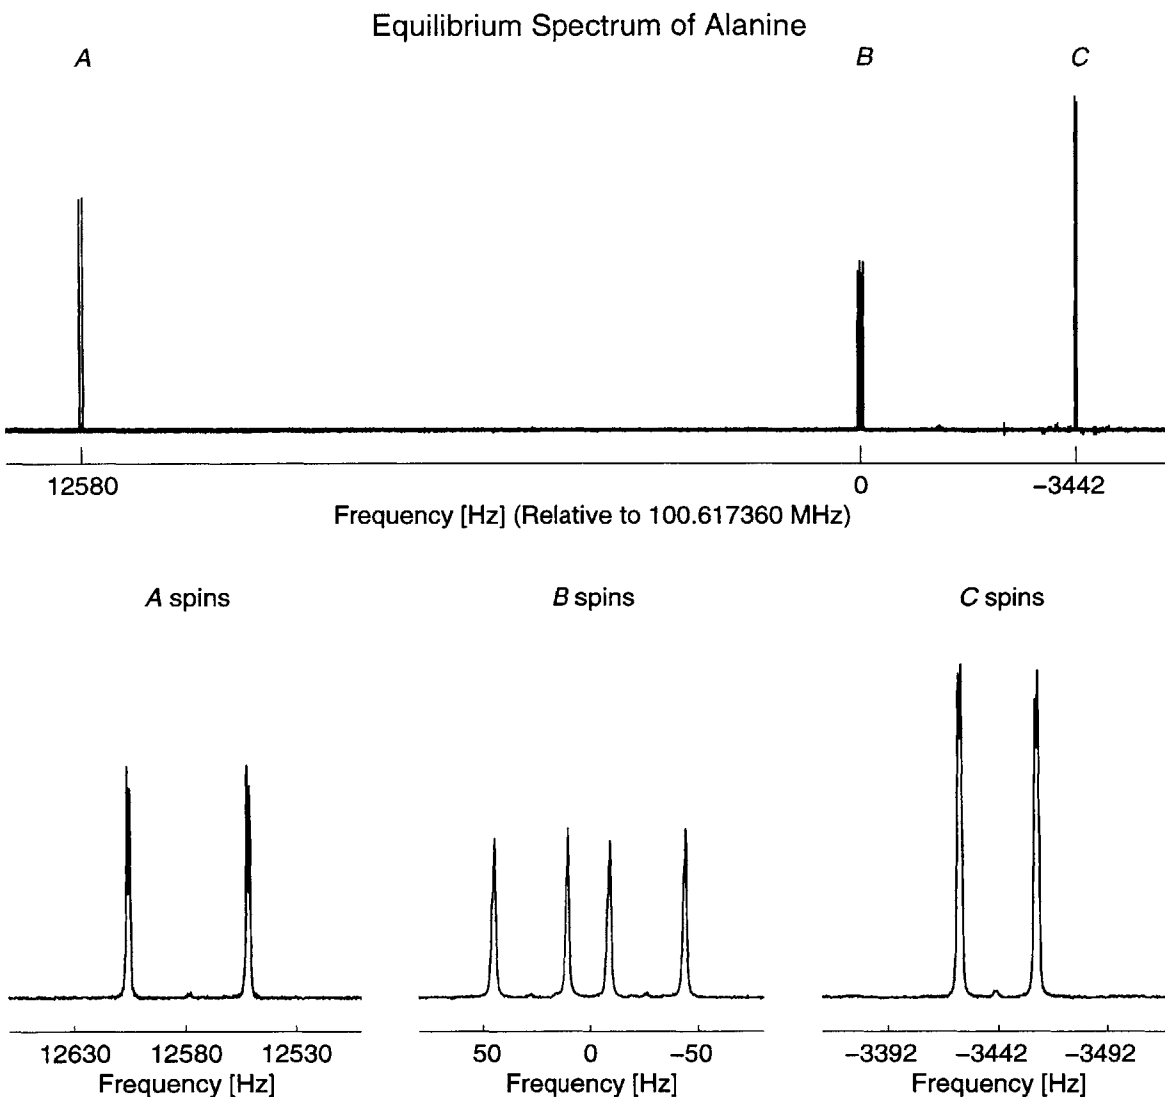 Equilibrium Spectrum of Alanine
A B C
12580 0 −3442
Frequency [Hz] (Relative to 100.617360 MHz)
A spins B spins C spins
12630 12580 12530 50 0 −50 −3392 −3442 −3492
Frequency [Hz] Frequency [Hz] Frequency [Hz]